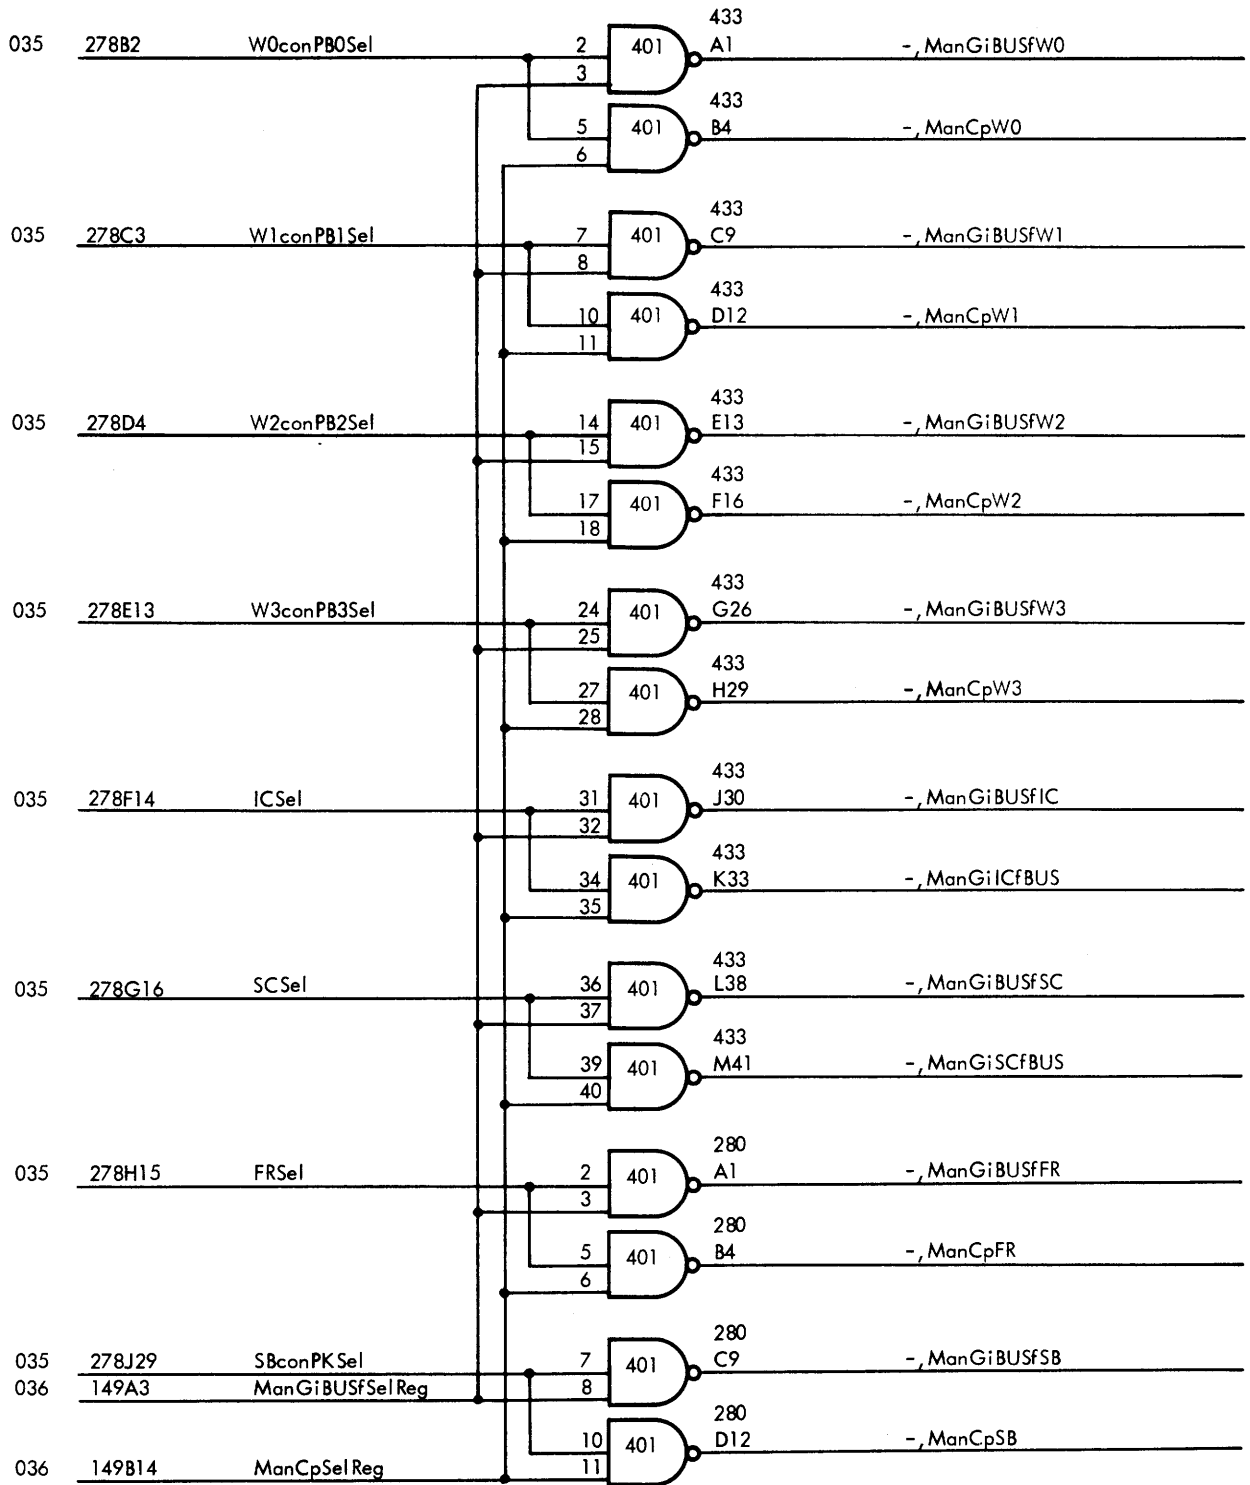 433
035 278B2 W0conPB0Sel 2 401 A1 -,ManGiBUSfW0
3
433
5 401 B4 -,ManCpW0
6
433
035 278C3 W1conPB1Sel 7 401 C9 -,ManGiBUSfW1
8
433
10 401 D12 -,ManCpW1
11
433
035 278D4 W2conPB2Sel 14 401 E13 -,ManGiBUSfW2
15
433
17 401 F16 -,ManCpW2
18
433
035 278E13 W3conPB3Sel 24 401 G26 -,ManGiBUSfW3
25
433
27 401 H29 -,ManCpW3
28
433
035 278F14 ICSel 31 401 J30 -,ManGiBUSfIC
32
433
34 401 K33 -,ManGiICfBUS
35
433
035 278G16 SCSel 36 401 L38 -,ManGiBUSfSC
37
433
39 401 M41 -,ManGiSCfBUS
40
280
035 278H15 FRSel 2 401 A1 -,ManGiBUSfFR
3
280
5 401 B4 -,ManCpFR
6
280
035 278J29 SBconPKSel 7 401 C9 -,ManGiBUSfSB
036 149A3 ManGiBUSfSelReg 8
280
10 401 D12 -,ManCpSB
036 149B14 ManCpSelReg 11